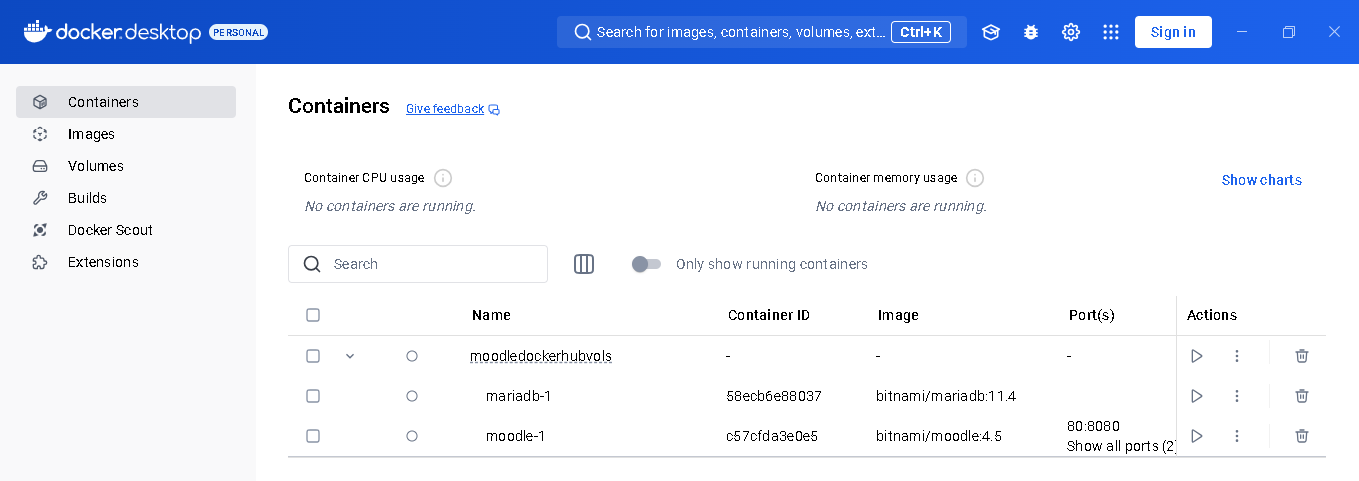 docker.desktop PERSONAL
Search for images, containers, volumes, ext... Ctrl+K
Sign in
Containers
Images
Volumes
Builds
Docker Scout
Extensions
Containers Give feedback
Container CPU usage
No containers are running.
Container memory usage
No containers are running.
Show charts
Search
Only show running containers
Name Container ID Image Port(s) Actions
moodledockerhubvols - - -
mariadb-1 58ecb6e88037 bitnami/mariadb:11.4
moodle-1 c57cfda3e0e5 bitnami/moodle:4.5 80:8080
Show all ports (2)